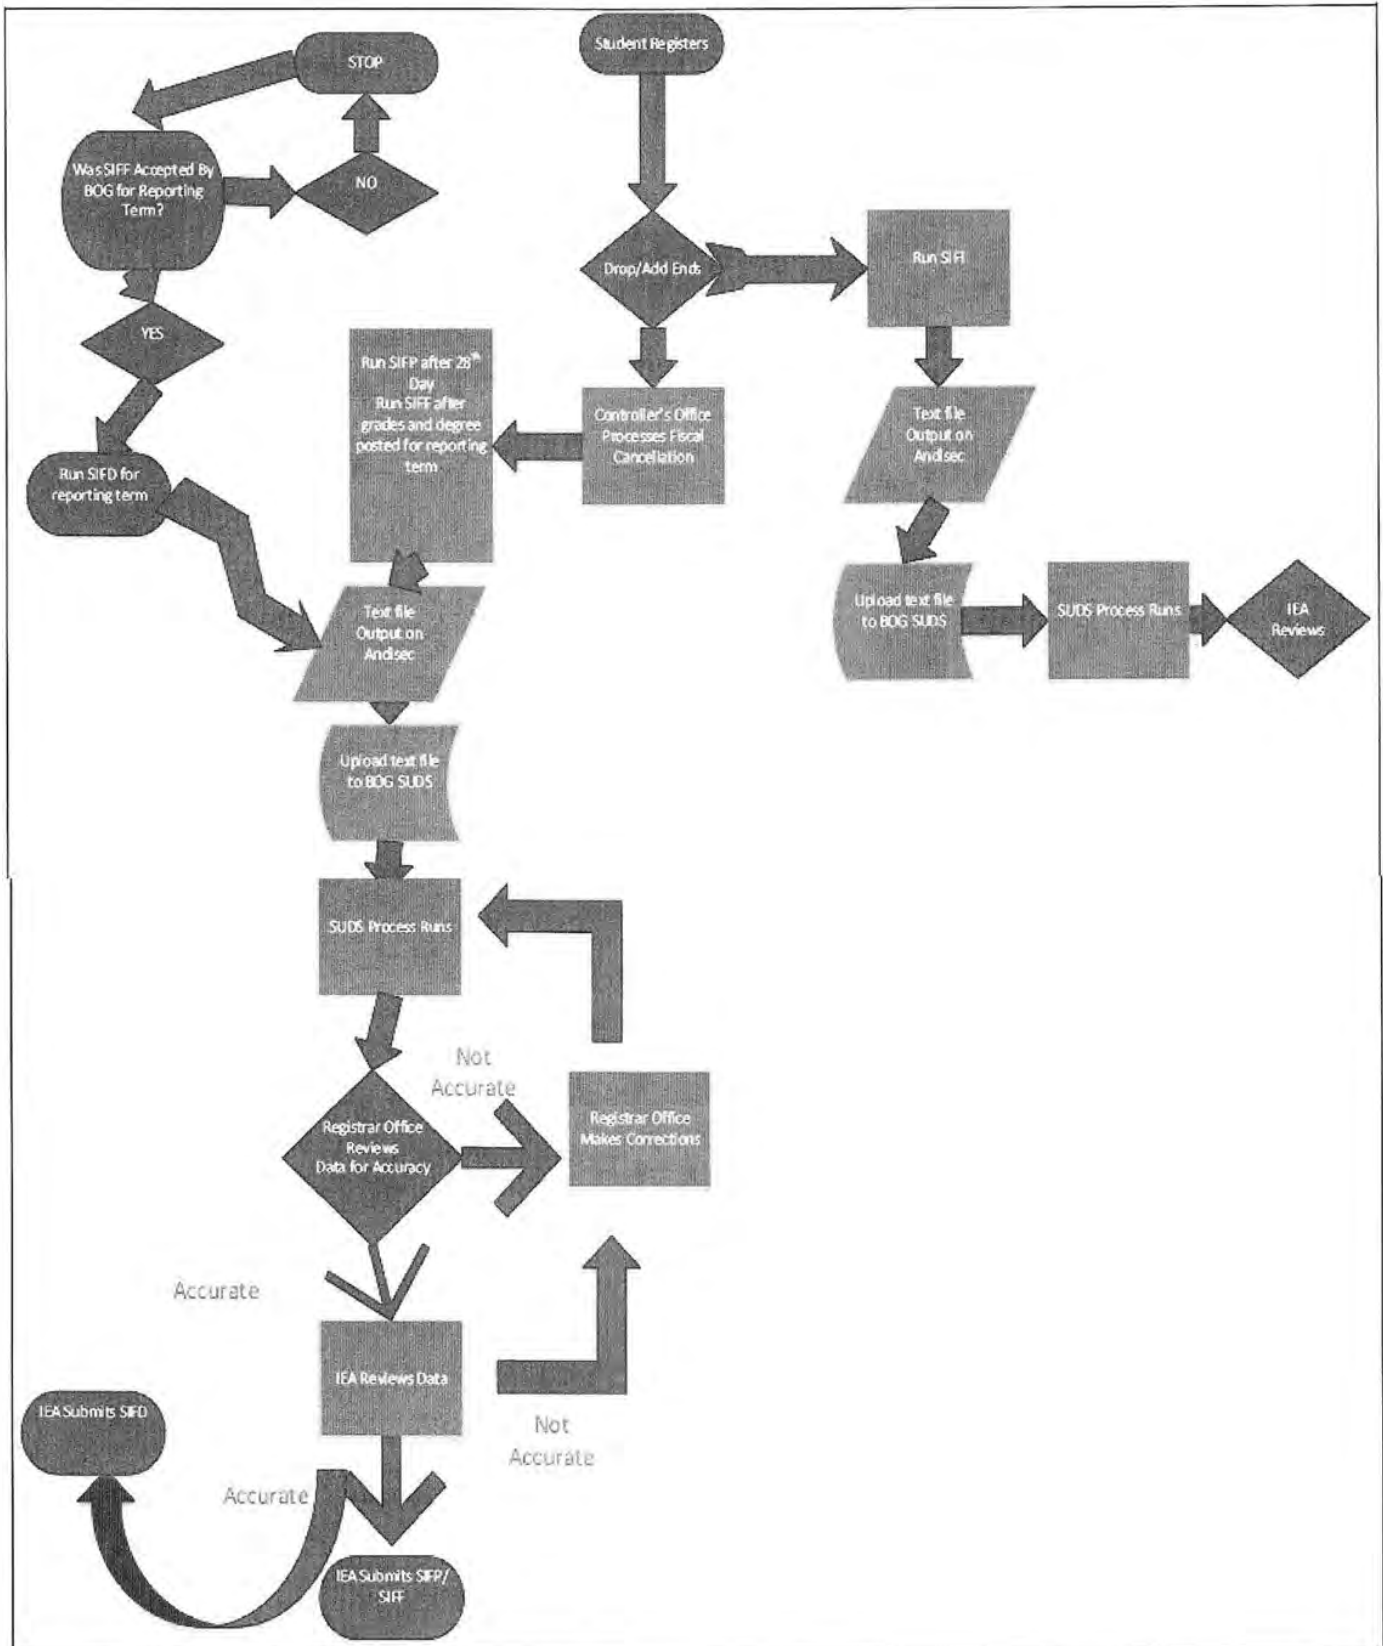 Student Registers
STOP
Was SIFF Accepted By
BOG for Reporting
Term?
NO
YES
Run SIFD for
reporting term
Drop/Add Ends
Run SIFI
Run SIFP after 28th
Day
Run SIFF after
grades and degree
posted for reporting
term
Controller's Office
Processes Fiscal
Cancellation
Text file
Output on
Andisec
Upload text file
to BOG SUDS
SUDS Process Runs
IEA
Reviews
Text file
Output on
Andisec
Upload text file
to BOG SUDS
SUDS Process Runs
Not
Accurate
Registrar Office
Reviews
Data for Accuracy
Registrar Office
Makes Corrections
Accurate
IEA Reviews Data
Not
Accurate
IEA Submits SIFD
Accurate
IEA Submits SIFP/
SIFF